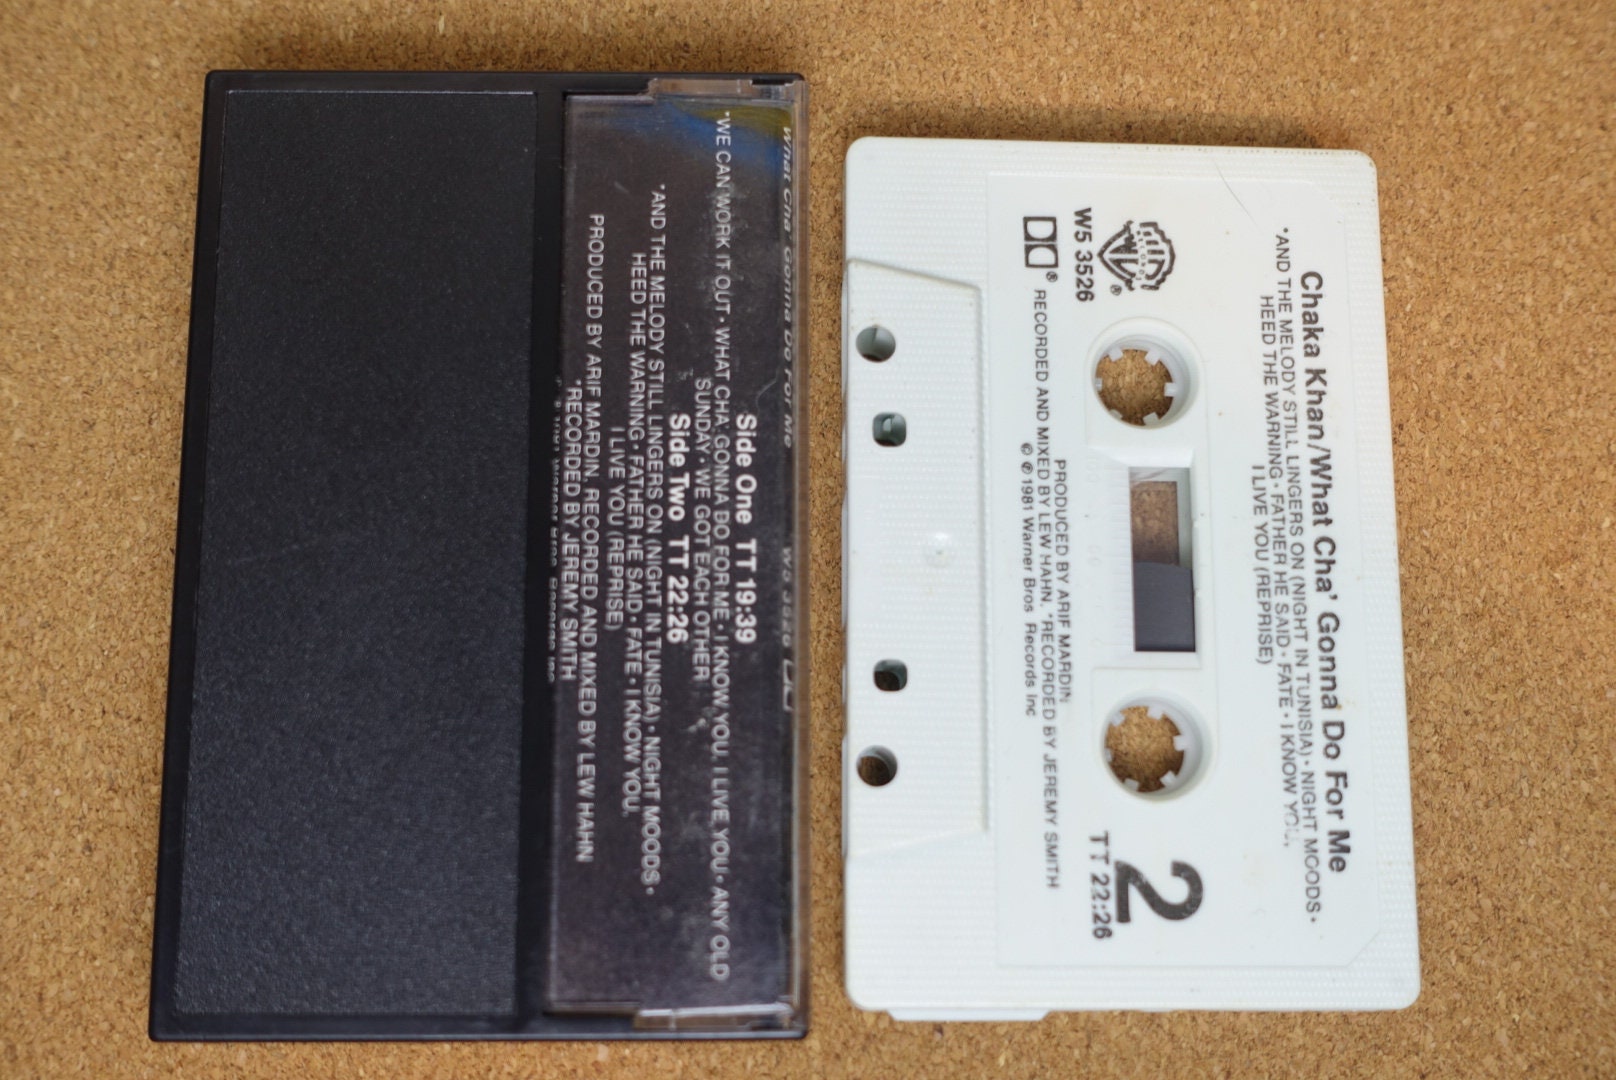 What Cha' Gonna Do For Me W5 3526
Side One TT 19:39
*WE CAN WORK IT OUT • WHAT CHA' GONNA DO FOR ME • I KNOW YOU, I LIVE YOU • ANY OLD
SUNDAY • WE GOT EACH OTHER
Side Two TT 22:26
*AND THE MELODY STILL LINGERS ON (NIGHT IN TUNISIA) • NIGHT MOODS •
HEED THE WARNING • FATHER HE SAID • FATE • I KNOW YOU,
I LIVE YOU (REPRISE)
PRODUCED BY ARIF MARDIN, RECORDED AND MIXED BY LEW HAHN
*RECORDED BY JEREMY SMITH
Chaka Khan/What Cha' Gonna Do For Me
*AND THE MELODY STILL LINGERS ON (NIGHT IN TUNISIA) • NIGHT MOODS •
HEED THE WARNING • FATHER HE SAID • FATE • I KNOW YOU,
I LIVE YOU (REPRISE)
RECORDS
®
W5 3526
2
TT 22:26
®
PRODUCED BY ARIF MARDIN
RECORDED AND MIXED BY LEW HAHN, *RECORDED BY JEREMY SMITH
© ℗ 1981 Warner Bros Records Inc